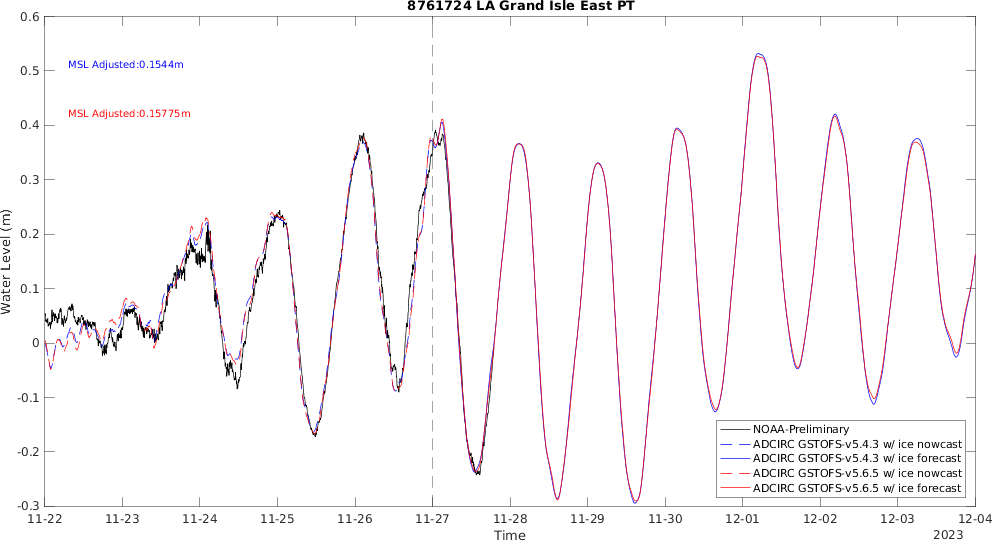 8761724 LA Grand Isle East PT
0.6
0.5
0.4
0.3
0.2
0.1
0
-0.1
-0.2
-0.3
Water Level (m)
MSL Adjusted:0.1544m
MSL Adjusted:0.15775m
NOAA-Preliminary
ADCIRC GSTOFS-v5.4.3 w/ ice nowcast
ADCIRC GSTOFS-v5.4.3 w/ ice forecast
ADCIRC GSTOFS-v5.6.5 w/ ice nowcast
ADCIRC GSTOFS-v5.6.5 w/ ice forecast
11-22 11-23 11-24 11-25 11-26 11-27 11-28 11-29 11-30 12-01 12-02 12-03 12-04
Time
2023